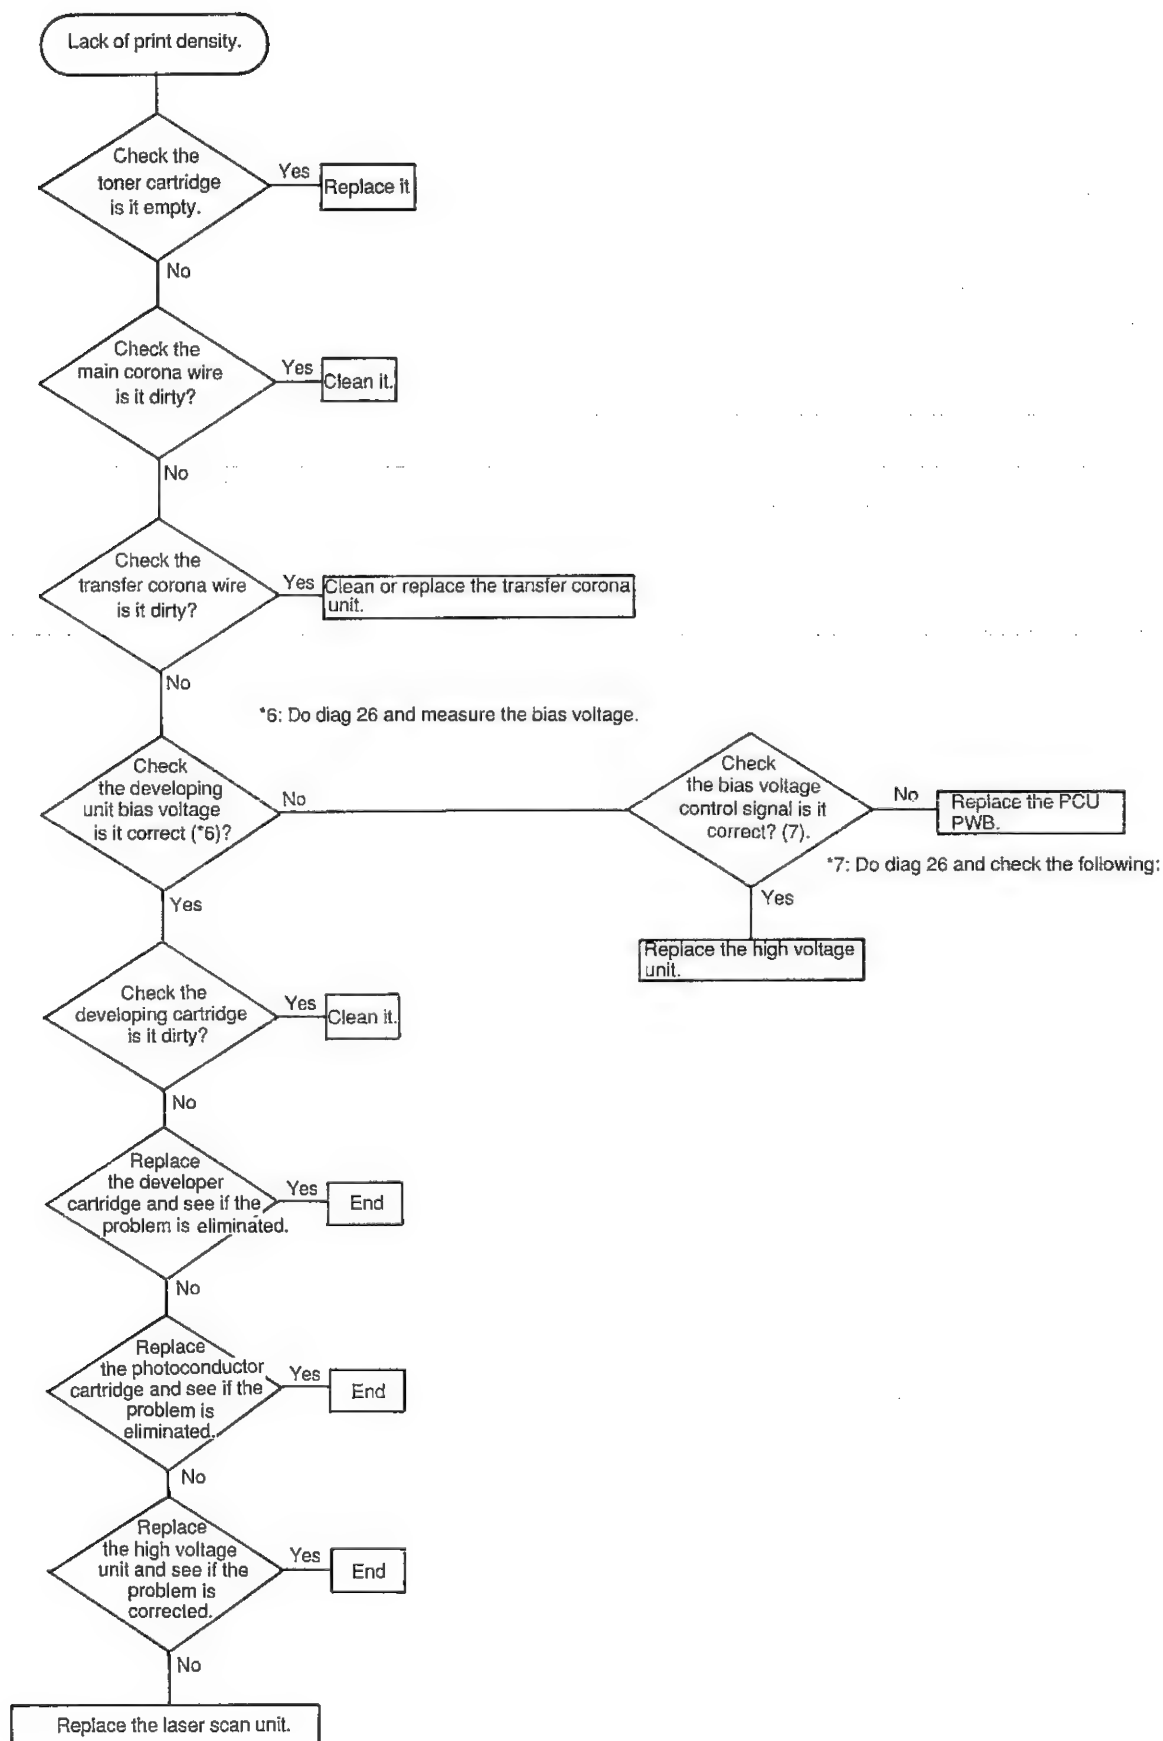 Lack of print density.
Check the
toner cartridge
is it empty.
Yes
Replace it
No
Check the
main corona wire
is it dirty?
Yes
Clean it.
No
Check the
transfer corona wire
is it dirty?
Yes
Clean or replace the transfer corona
unit.
No
*6: Do diag 26 and measure the bias voltage.
Check
the developing
unit bias voltage
is it correct (*6)?
No
Check
the bias voltage
control signal is it
correct? (7).
No
Replace the PCU
PWB.
*7: Do diag 26 and check the following:
Yes
Replace the high voltage
unit.
Yes
Check the
developing cartridge
is it dirty?
Yes
Clean it.
No
Replace
the developer
cartridge and see if the
problem is eliminated.
Yes
End
No
Replace
the photoconductor
cartridge and see if the
problem is
eliminated.
Yes
End
No
Replace
the high voltage
unit and see if the
problem is
corrected.
Yes
End
No
Replace the laser scan unit.